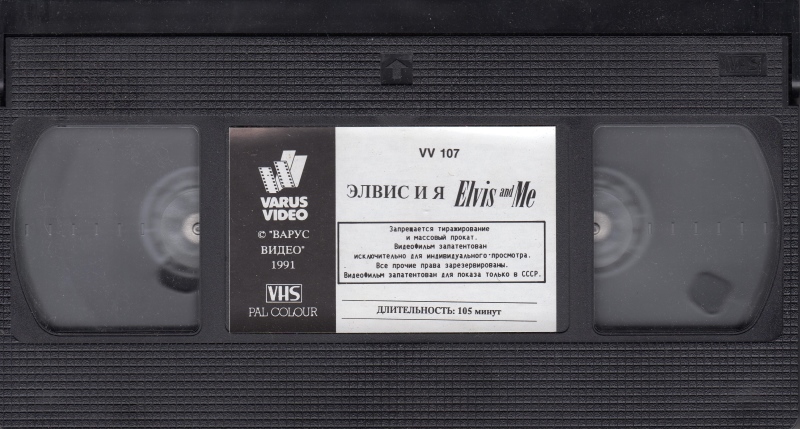 VHS
VARUS
VIDEO
© "ВАРУС
ВИДЕО"
1991
VHS
PAL COLOUR
VV 107
ЭЛВИС И Я Elvis and Me
Запрещается тиражирование
и массовый прокат.
Видеофильм запатентован
исключительно для индивидуального просмотра.
Все прочие права зарезервированы.
Видеофильм запатентован для показа только в СССР.
ДЛИТЕЛЬНОСТЬ: 105 минут